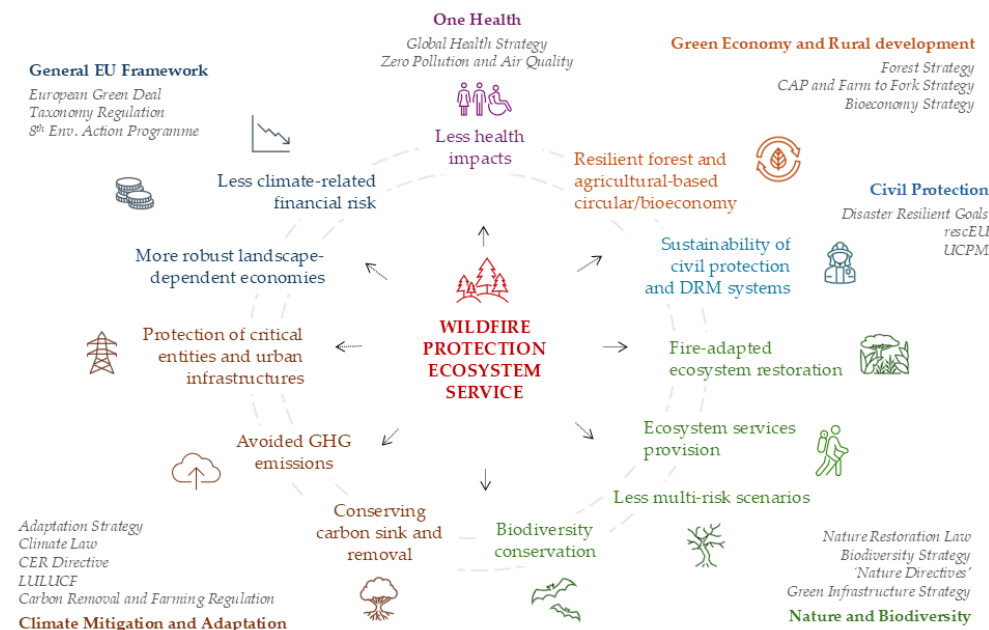 One Health
Global Health Strategy
Zero Pollution and Air Quality
Green Economy and Rural development
Forest Strategy
CAP and Farm to Fork Strategy
Bioeconomy Strategy
General EU Framework
European Green Deal
Taxonomy Regulation
8th Env. Action Programme
Less health
impacts
Resilient forest and
agricultural-based
circular/bioeconomy
Less climate-related
financial risk
Civil Protection
Disaster Resilient Goals
rescEU
UCPM
More robust landscape-
dependent economies
Sustainability of
civil protection
and DRM systems
WILDFIRE
PROTECTION
ECOSYSTEM
SERVICE
Protection of critical
entities and urban
infrastructures
Fire-adapted
ecosystem restoration
Avoided GHG
emissions
Ecosystem services
provision
Less multi-risk scenarios
Conserving
carbon sink and
removal
Biodiversity
conservation
Adaptation Strategy
Climate Law
CER Directive
LULUCF
Carbon Removal and Farming Regulation
Climate Mitigation and Adaptation
Nature Restoration Law
Biodiversity Strategy
'Nature Directives'
Green Infrastructure Strategy
Nature and Biodiversity